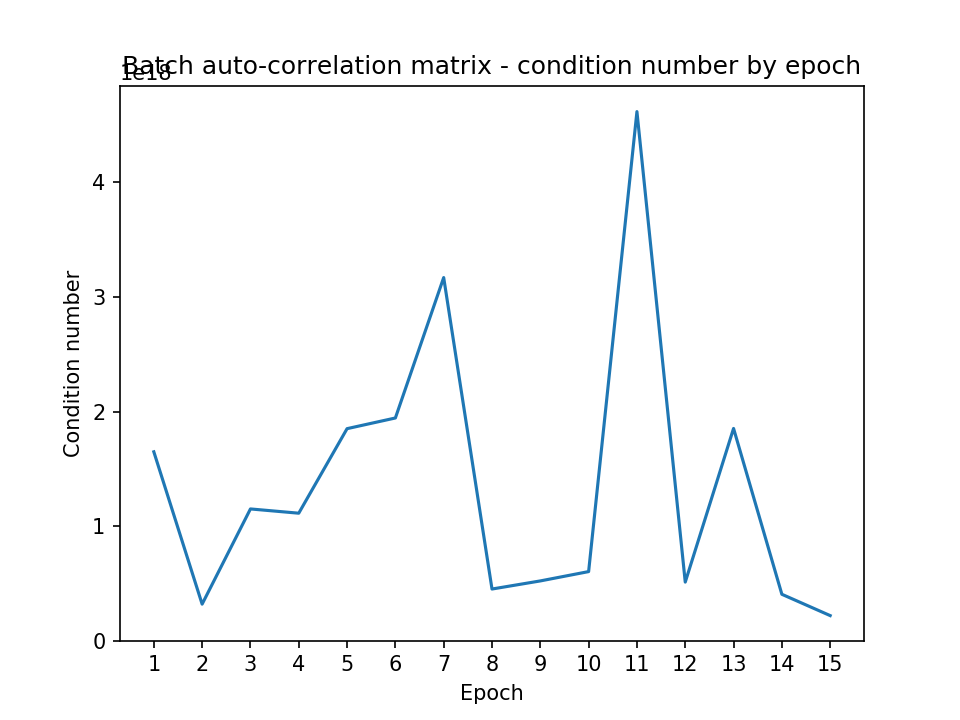 Batch auto-correlation matrix - condition number by epoch
1e18
4
3
2
1
0
Condition number
1 2 3 4 5 6 7 8 9 10 11 12 13 14 15
Epoch